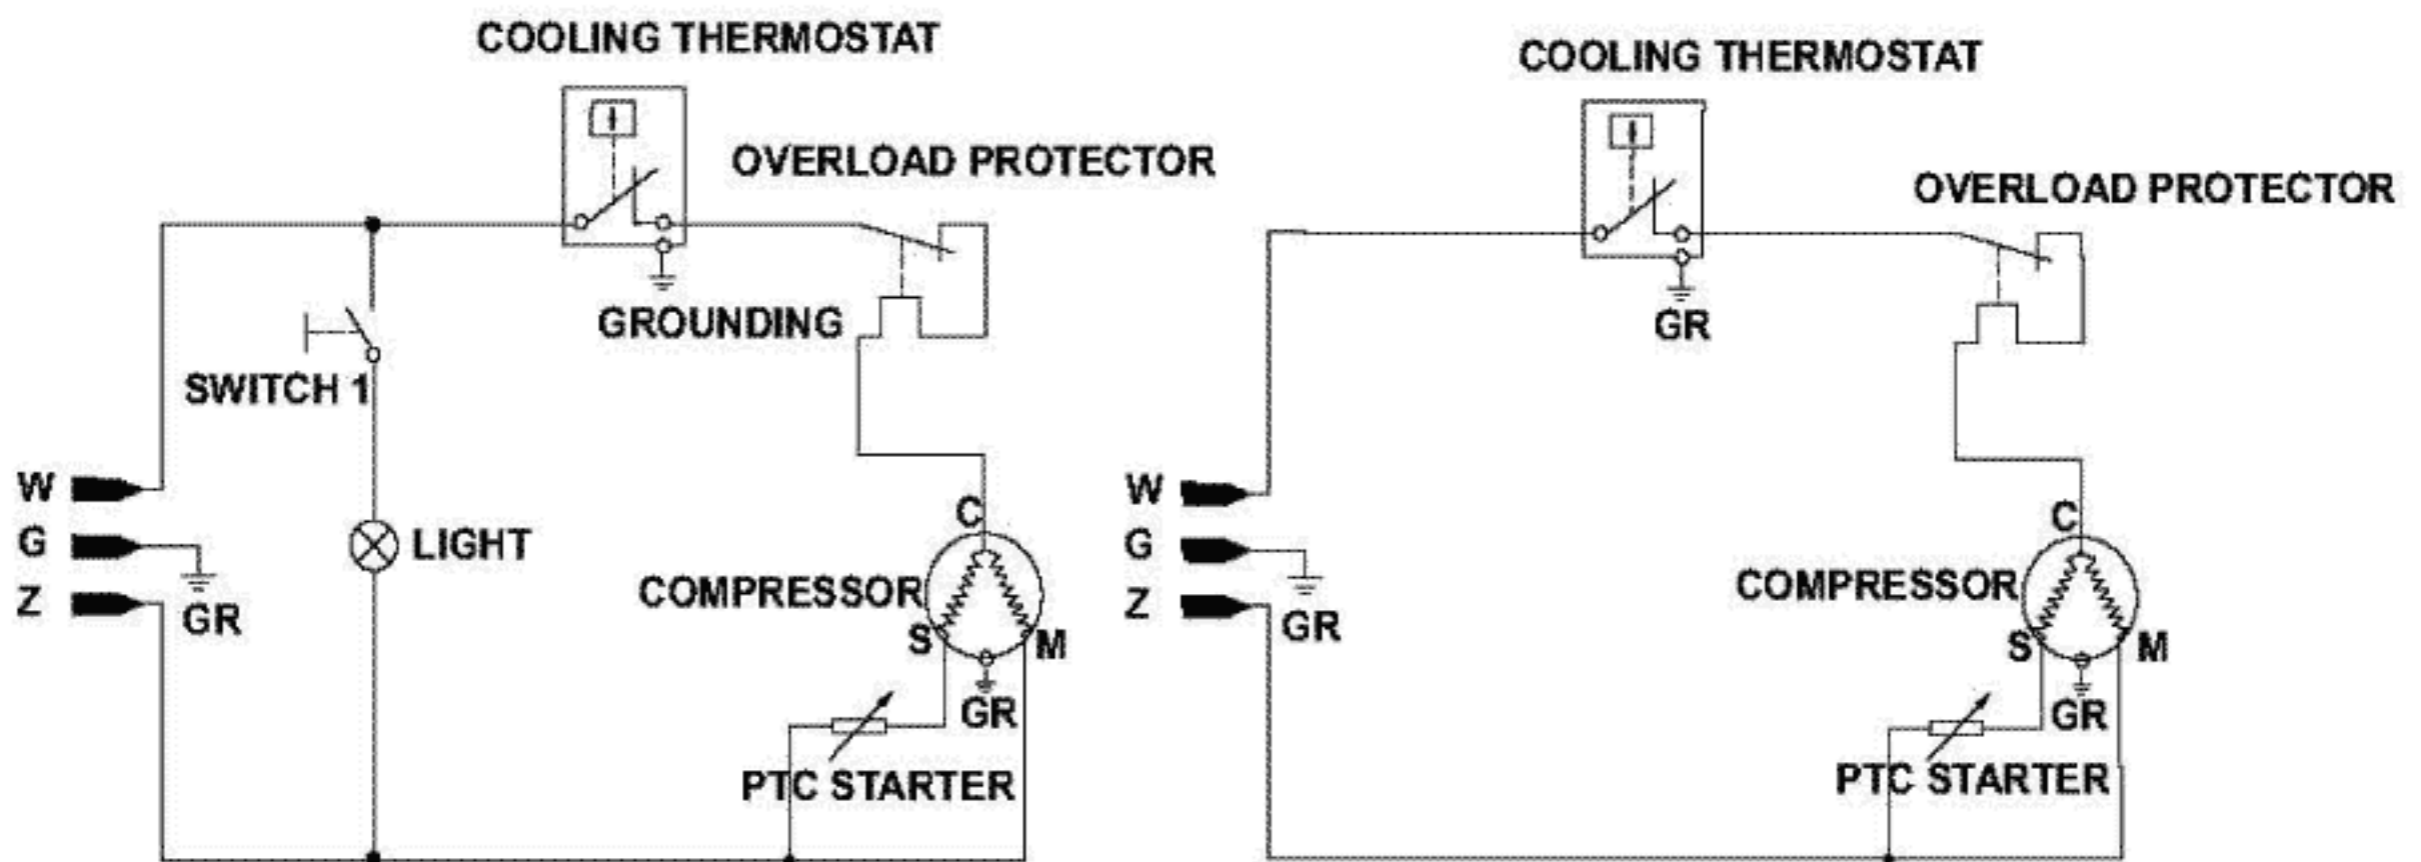 COOLING THERMOSTAT
OVERLOAD PROTECTOR
GROUNDING
SWITCH 1
W
G
Z
GR
LIGHT
COMPRESSOR
C
S
M
GR
PTC STARTER
COOLING THERMOSTAT
OVERLOAD PROTECTOR
GR
W
G
Z
GR
COMPRESSOR
C
S
M
GR
PTC STARTER